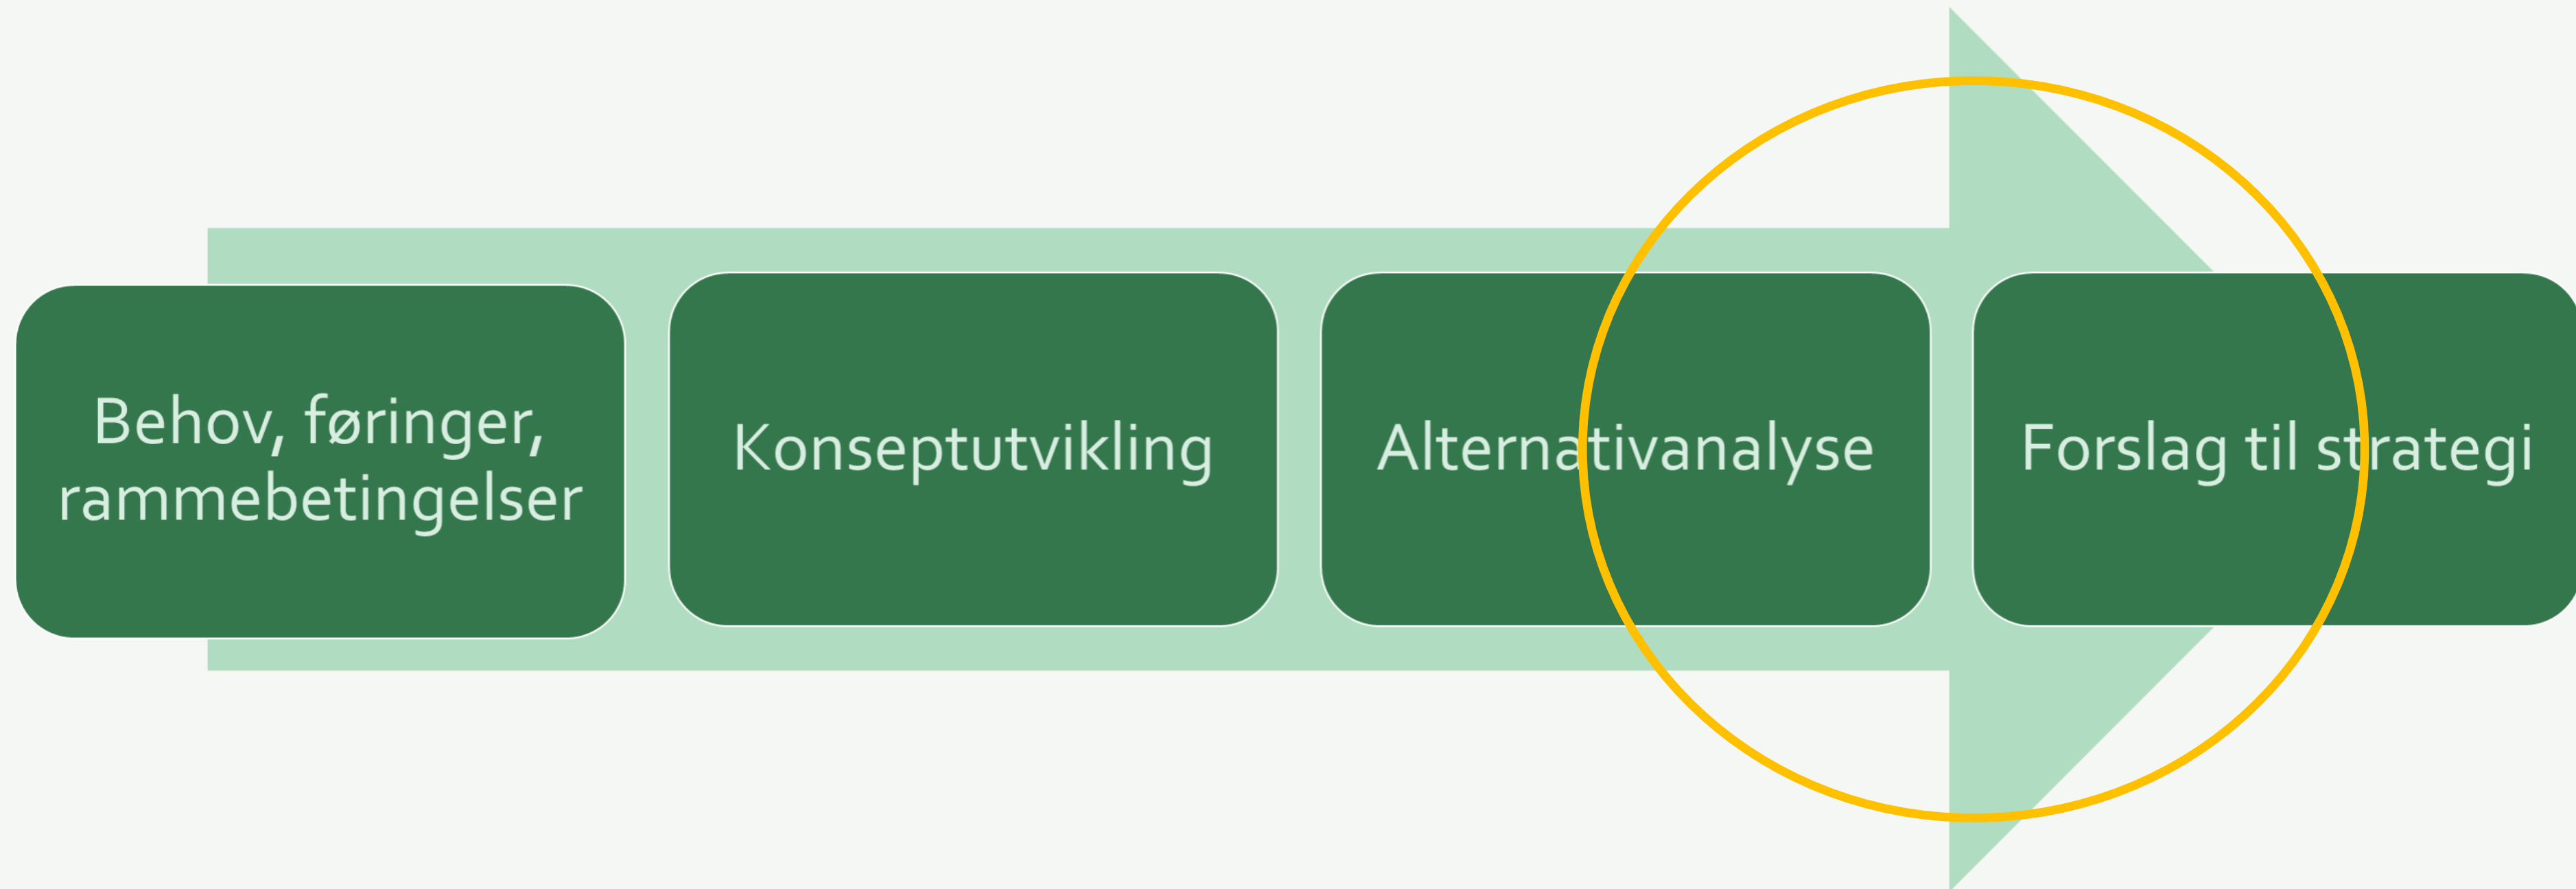 Behov, føringer,
rammebetingelser
Konseptutvikling
Alternativanalyse
Forslag til strategi